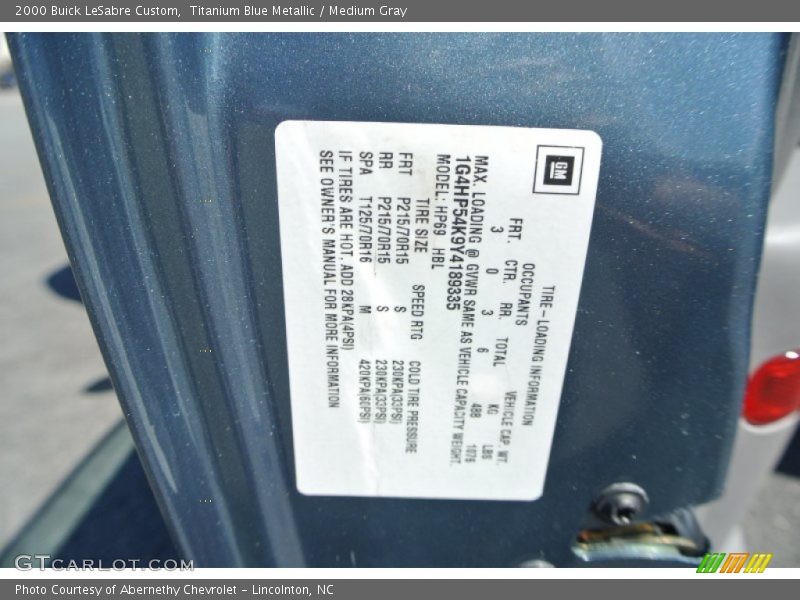 2000 Buick LeSabre Custom, Titanium Blue Metallic / Medium Gray
GM
TIRE-LOADING INFORMATION
OCCUPANTS VEHICLE CAP. WT.
FRT. CTR. RR. TOTAL KG LBS
3 0 3 6 488 1076
MAX. LOADING @ GVWR SAME AS VEHICLE CAPACITY WEIGHT.
1G4HP54K9Y4189335
MODEL: HP69 HBL
TIRE SIZE SPEED RTG COLD TIRE PRESSURE
FRT P215/70R15 S 230KPA(33PSI)
RR P215/70R15 S 230KPA(33PSI)
SPA T125/70R16 M 420KPA(60PSI)
IF TIRES ARE HOT, ADD 28KPA(4PSI)
SEE OWNER'S MANUAL FOR MORE INFORMATION
GTCARLOT.COM
Photo Courtesy of Abernethy Chevrolet - Lincolnton, NC